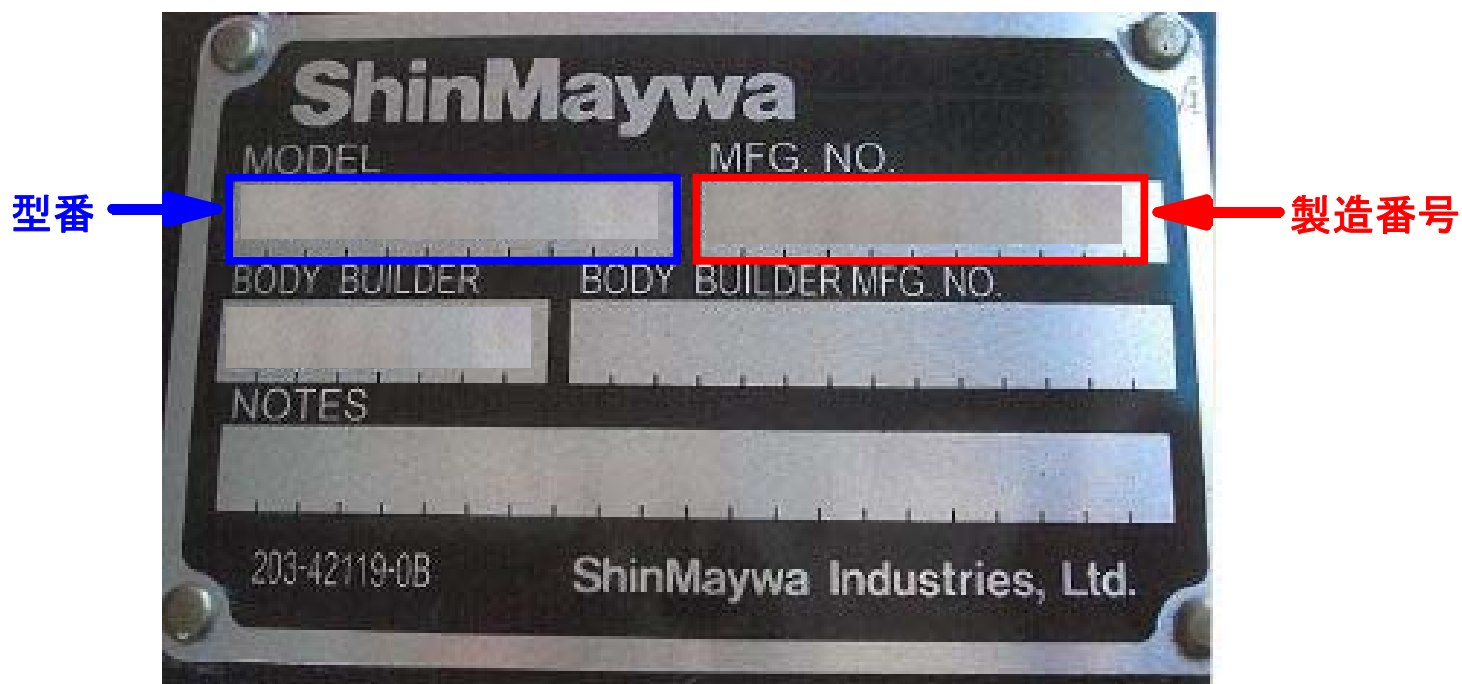 ShinMaywa
MODEL MFG. NO.
型番 製造番号
BODY BUILDER BODY BUILDER MFG. NO.
NOTES
203-42119-0B ShinMaywa Industries, Ltd.